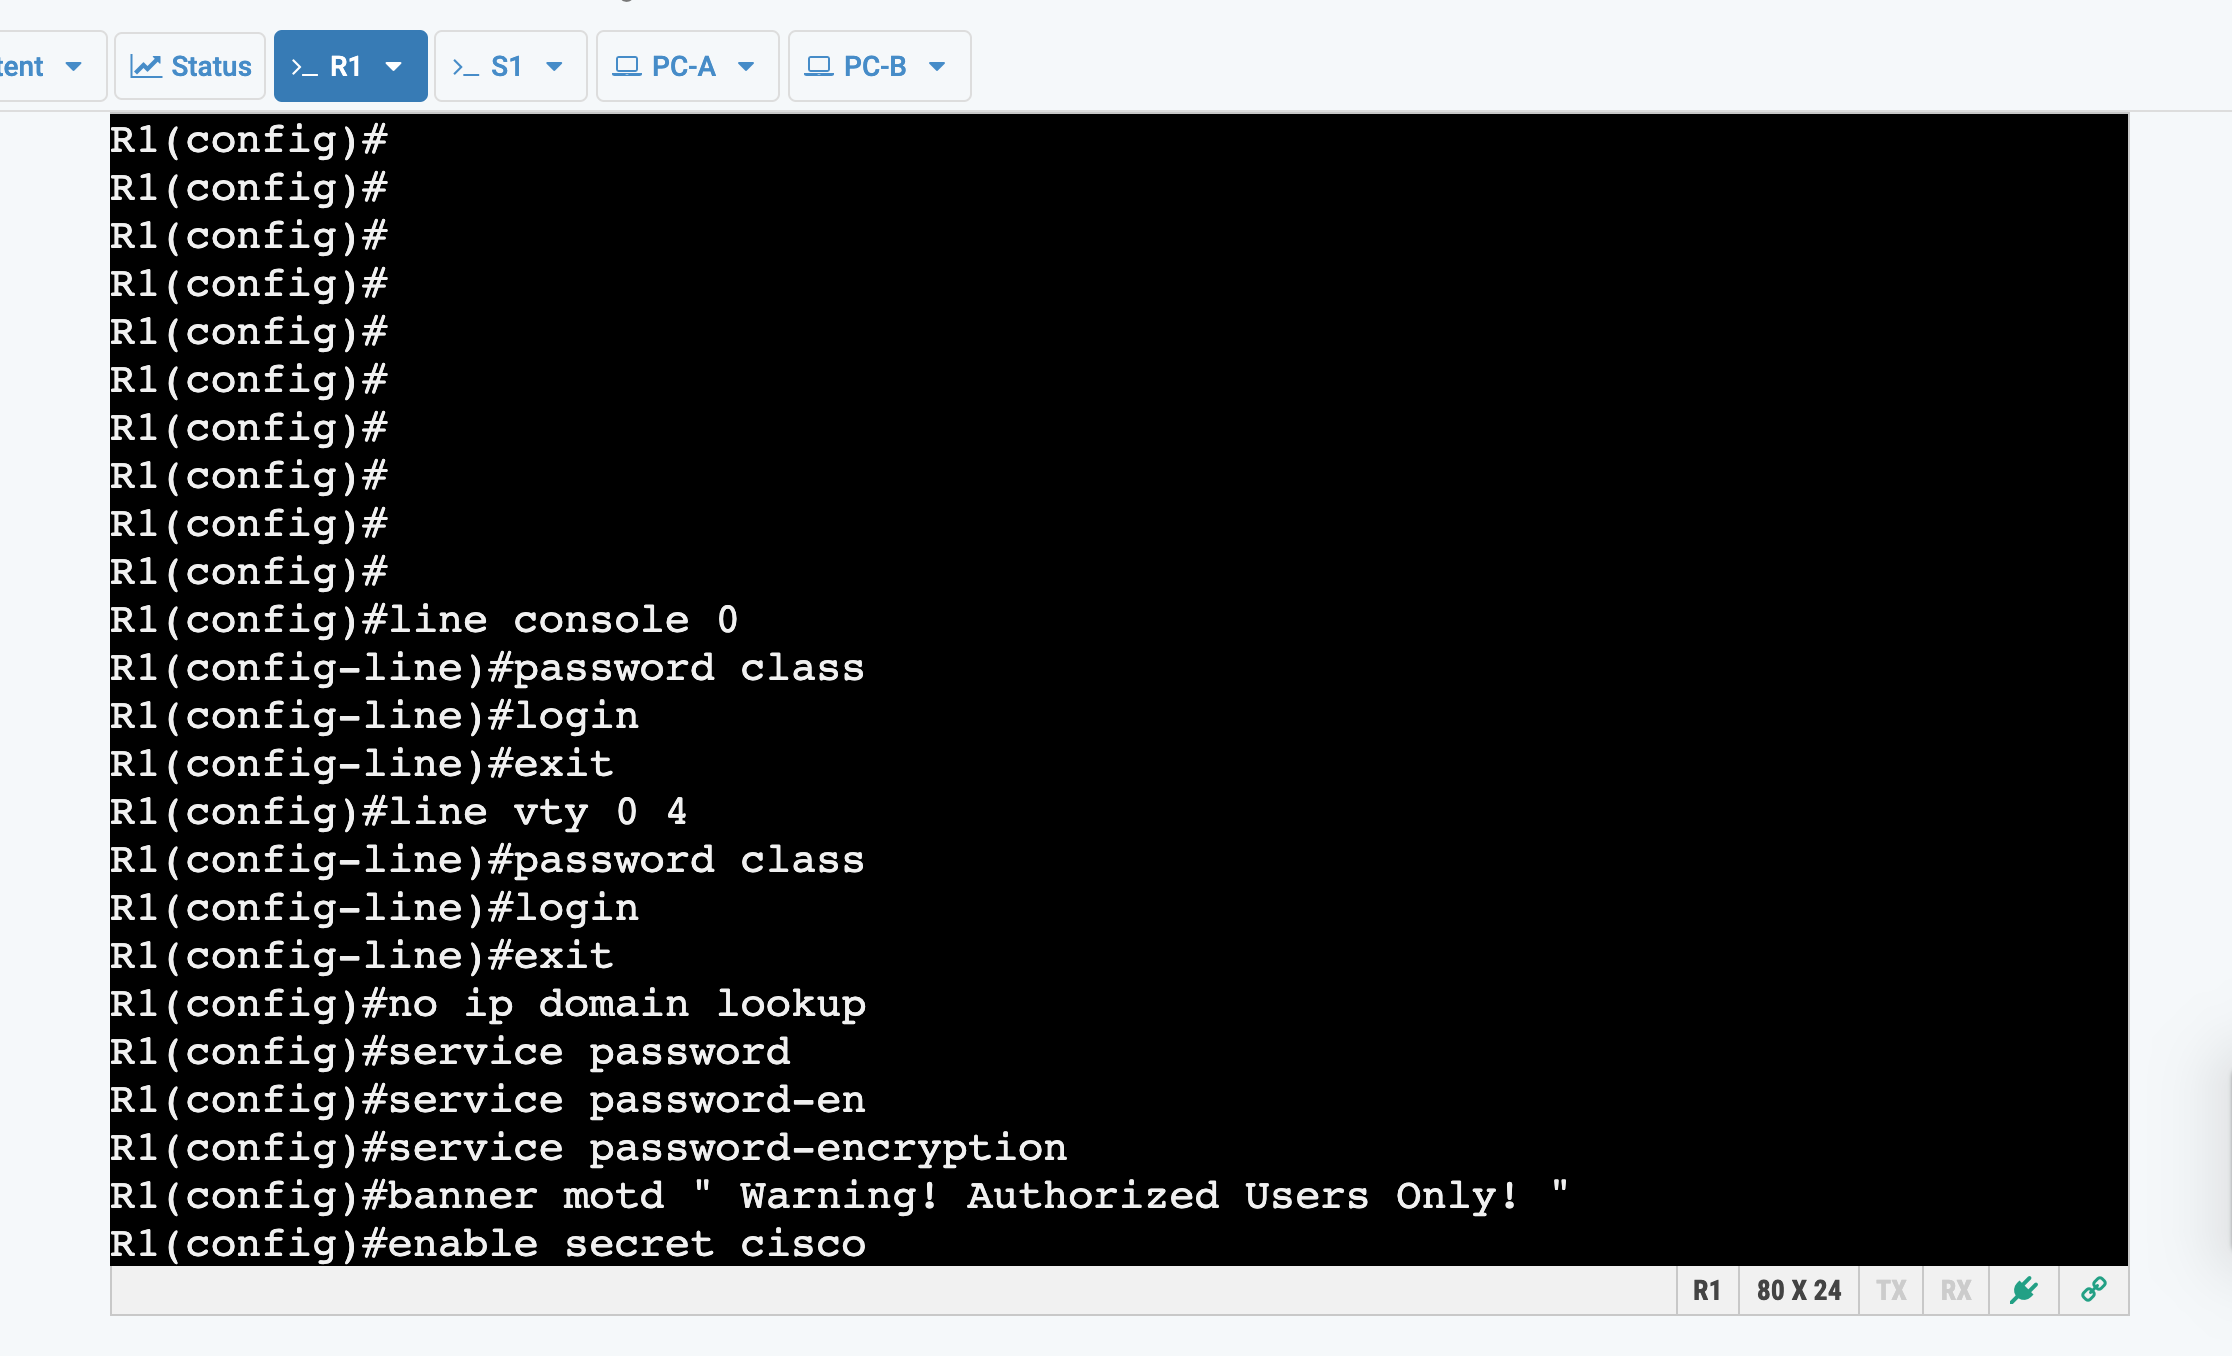 tent
Status
>_ R1
>_ S1
PC-A
PC-B
R1(config)#
R1(config)#
R1(config)#
R1(config)#
R1(config)#
R1(config)#
R1(config)#
R1(config)#
R1(config)#
R1(config)#
R1(config)#line console 0
R1(config-line)#password class
R1(config-line)#login
R1(config-line)#exit
R1(config)#line vty 0 4
R1(config-line)#password class
R1(config-line)#login
R1(config-line)#exit
R1(config)#no ip domain lookup
R1(config)#service password
R1(config)#service password-en
R1(config)#service password-encryption
R1(config)#banner motd " Warning! Authorized Users Only! "
R1(config)#enable secret cisco
R1
80 X 24
TX
RX